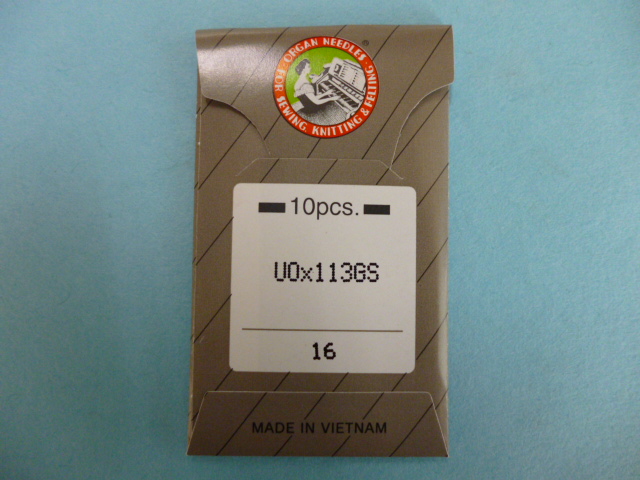 ORGAN NEEDLES
FOR SEWING, KNITTING & FELTING
®
10pcs.
UOx113GS
16
MADE IN VIETNAM